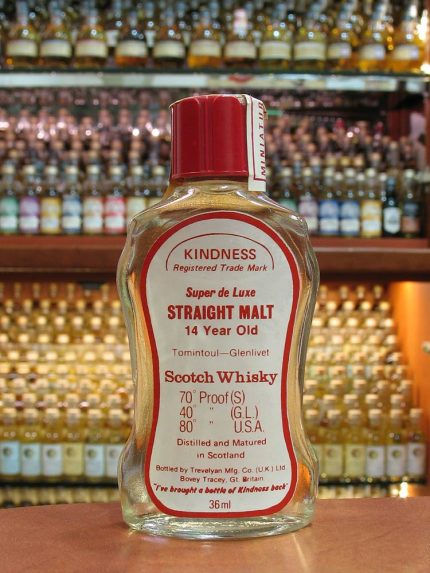 MINIATUR
KINDNESS
Registered Trade Mark
Super de Luxe
STRAIGHT MALT
14 Year Old
Tomintoul—Glenlivet
Scotch Whisky
70° Proof (S)
40° " (G.L.)
80° " U.S.A.
Distilled and Matured
in Scotland
Bottled by Trevelyan Mfg. Co. (U.K.) Ltd
Bovey Tracey, Gt. Britain
"I've brought a bottle of Kindness back"
36ml